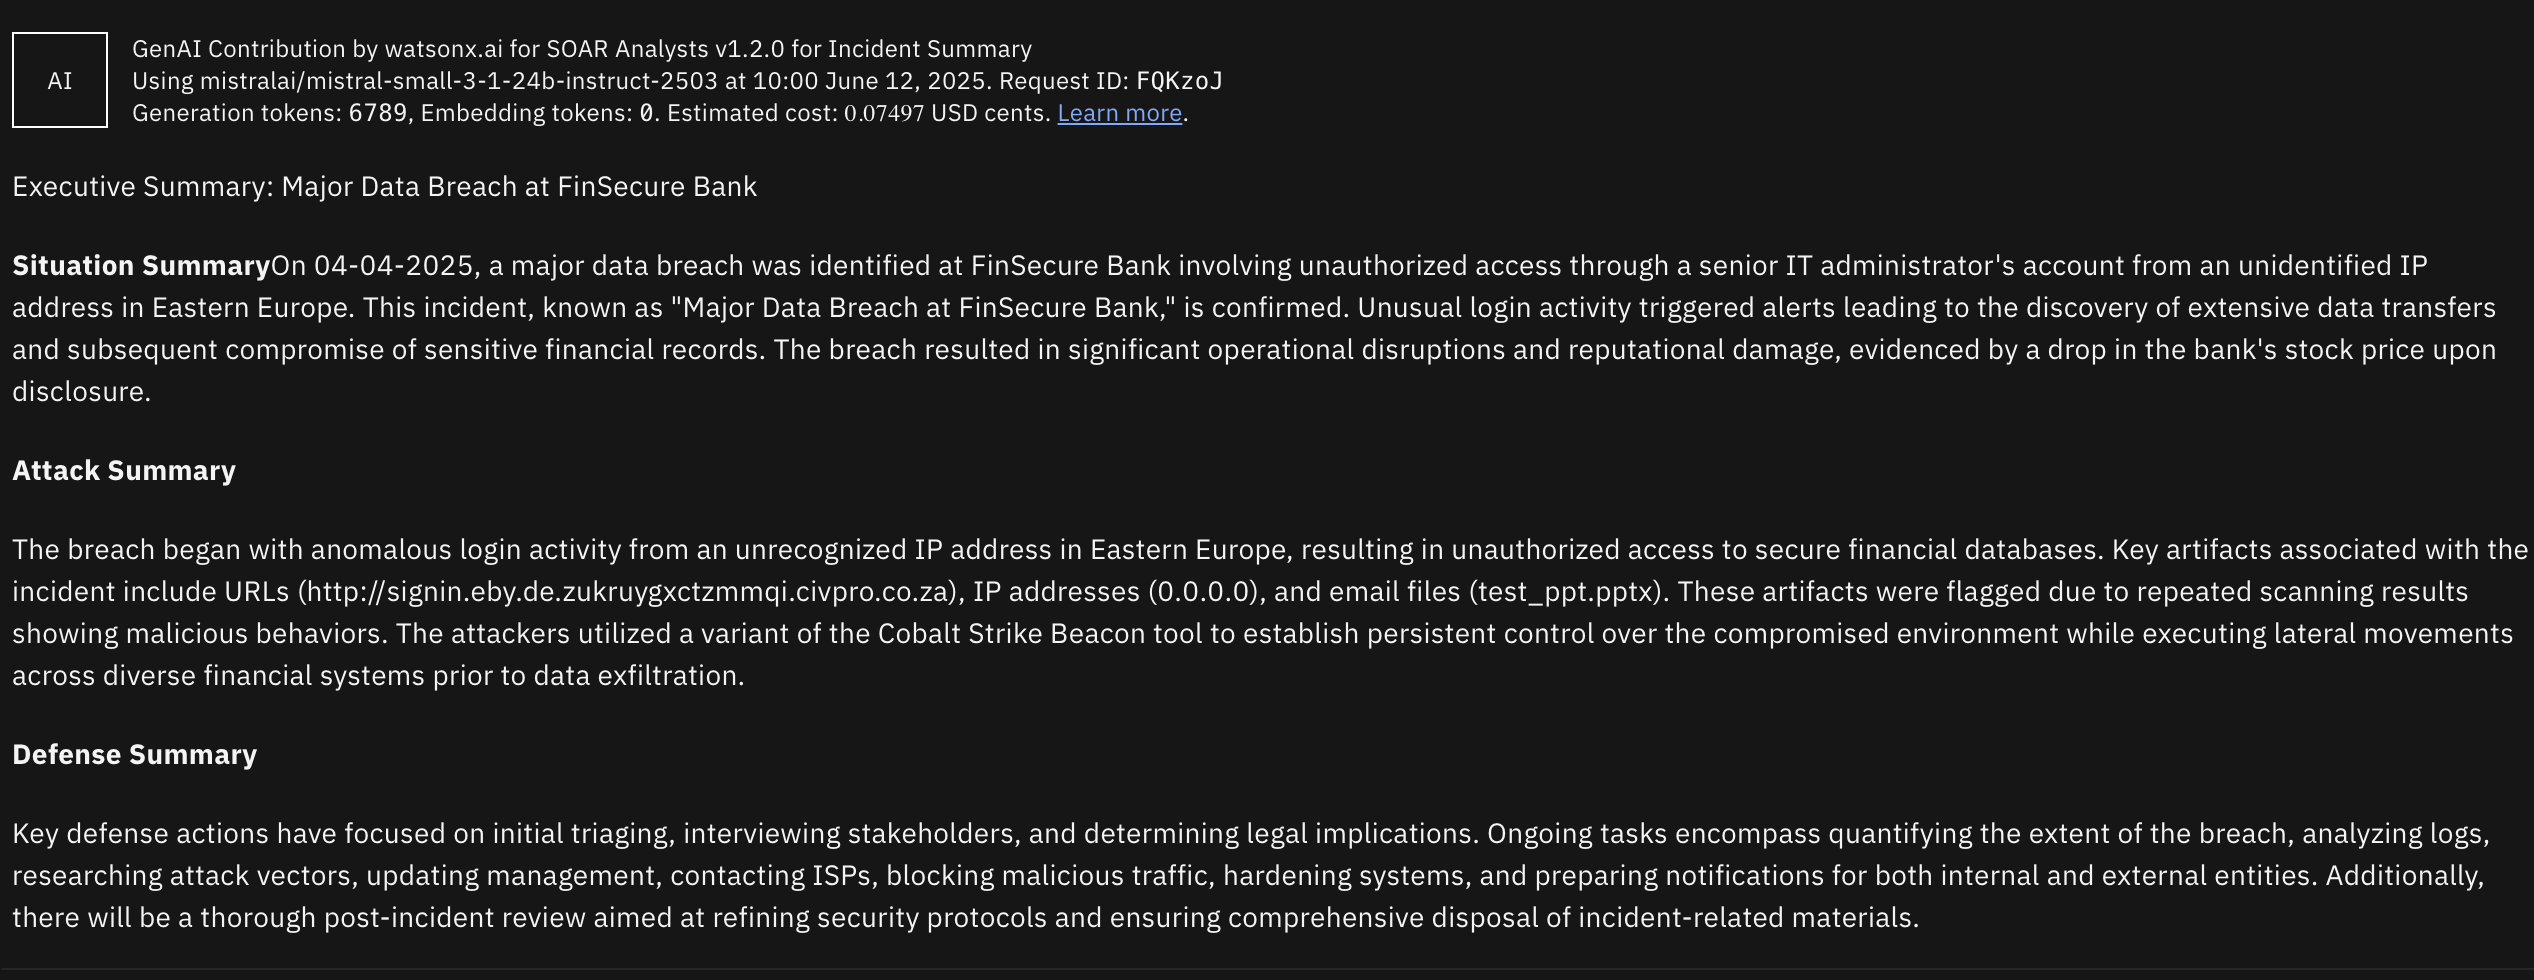 AI
GenAI Contribution by watsonx.ai for SOAR Analysts v1.2.0 for Incident Summary
Using mistralai/mistral-small-3-1-24b-instruct-2503 at 10:00 June 12, 2025. Request ID: FQKzoJ
Generation tokens: 6789, Embedding tokens: 0. Estimated cost: 0.07497 USD cents. Learn more.
Executive Summary: Major Data Breach at FinSecure Bank
Situation SummaryOn 04-04-2025, a major data breach was identified at FinSecure Bank involving unauthorized access through a senior IT administrator's account from an unidentified IP
address in Eastern Europe. This incident, known as "Major Data Breach at FinSecure Bank," is confirmed. Unusual login activity triggered alerts leading to the discovery of extensive data transfers
and subsequent compromise of sensitive financial records. The breach resulted in significant operational disruptions and reputational damage, evidenced by a drop in the bank's stock price upon
disclosure.
Attack Summary
The breach began with anomalous login activity from an unrecognized IP address in Eastern Europe, resulting in unauthorized access to secure financial databases. Key artifacts associated with the
incident include URLs (http://signin.eby.de.zukruygxctzmmqi.civpro.co.za), IP addresses (0.0.0.0), and email files (test_ppt.pptx). These artifacts were flagged due to repeated scanning results
showing malicious behaviors. The attackers utilized a variant of the Cobalt Strike Beacon tool to establish persistent control over the compromised environment while executing lateral movements
across diverse financial systems prior to data exfiltration.
Defense Summary
Key defense actions have focused on initial triaging, interviewing stakeholders, and determining legal implications. Ongoing tasks encompass quantifying the extent of the breach, analyzing logs,
researching attack vectors, updating management, contacting ISPs, blocking malicious traffic, hardening systems, and preparing notifications for both internal and external entities. Additionally,
there will be a thorough post-incident review aimed at refining security protocols and ensuring comprehensive disposal of incident-related materials.